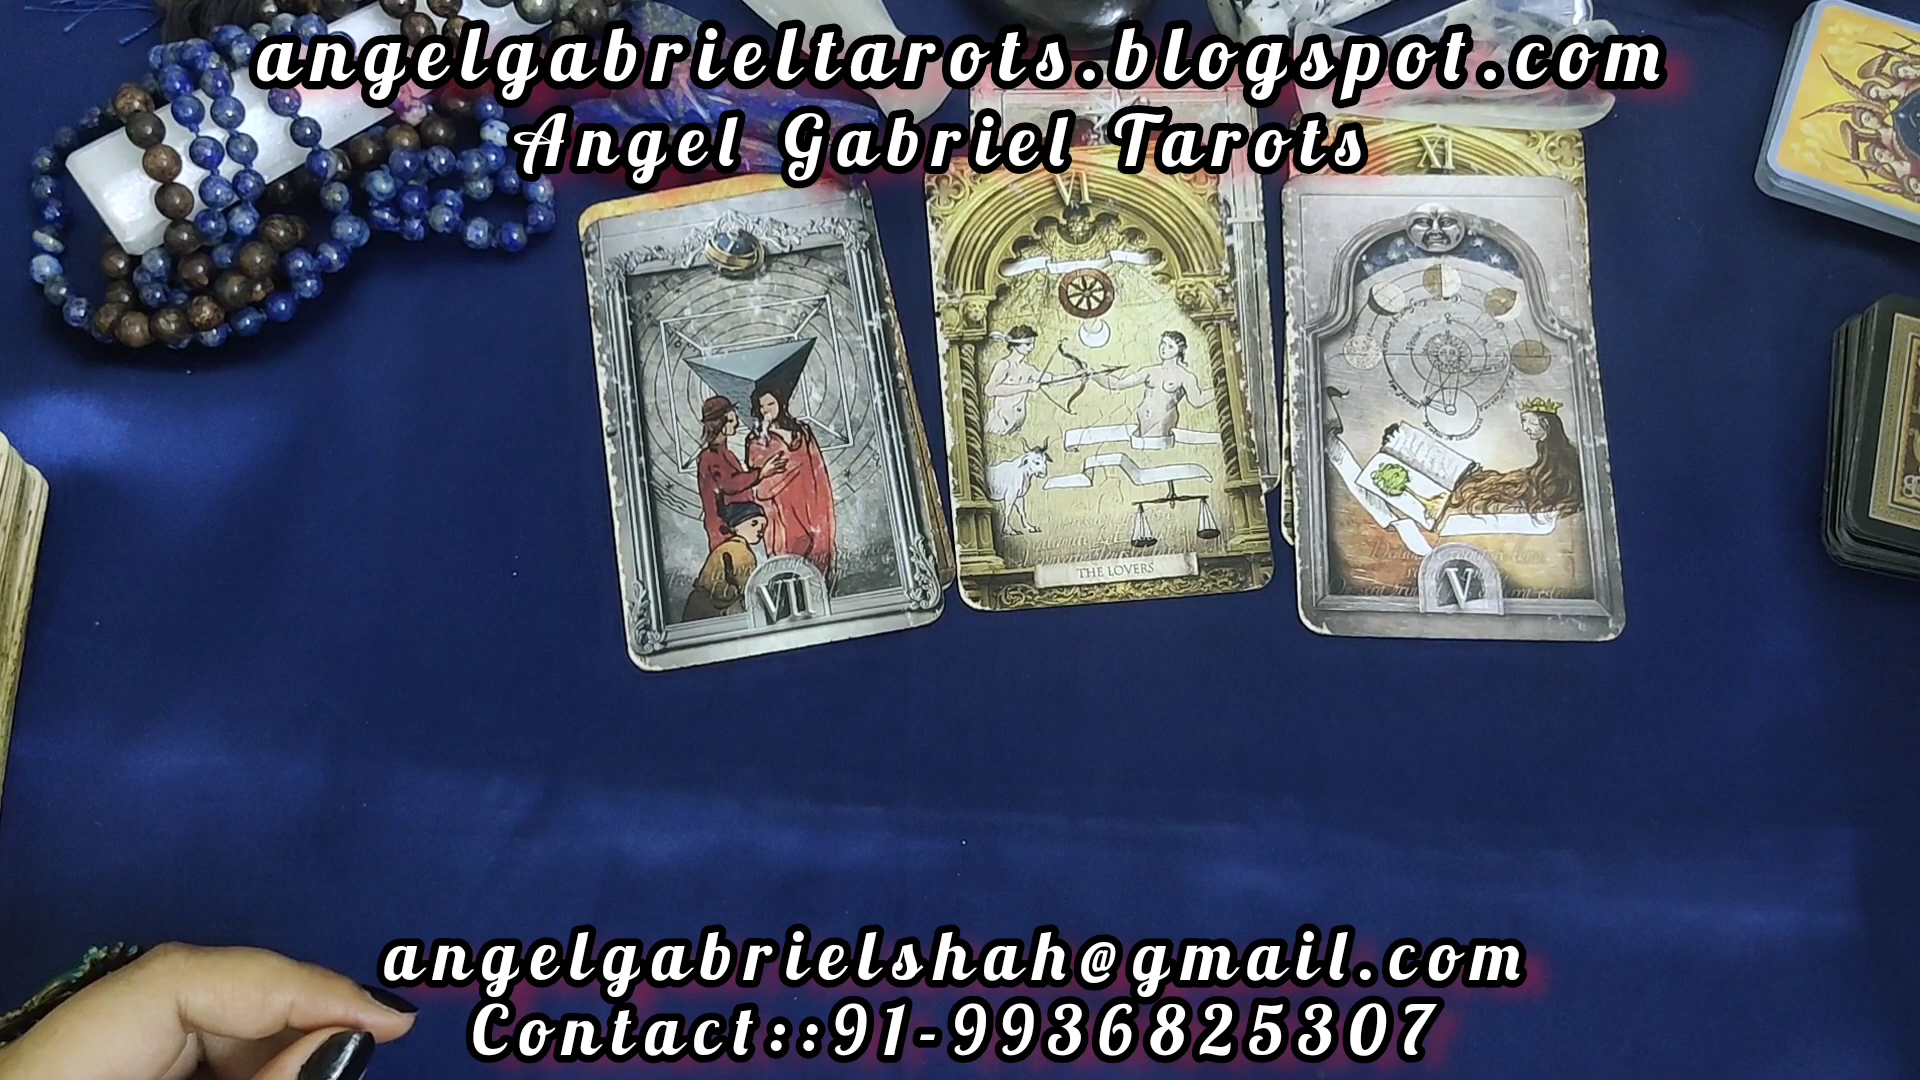 angelgabrieltarots.blogspot.com
Angel Gabriel Tarots
XI
VI
THE LOVERS
VII
V
angelgabrielshah@gmail.com
Contact::91-9936825307